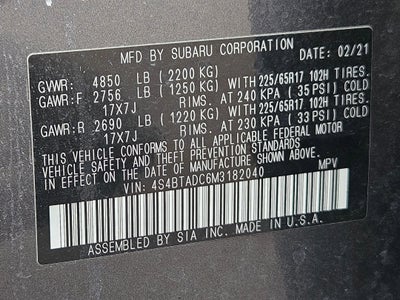 MFD BY SUBARU CORPORATION DATE: 02/21
GVWR: 4850 LB (2200 KG)
GAWR:F 2756 LB (1250 KG) WITH 225/65R17 102H TIRES.
17X7J RIMS. AT 240 KPA (35 PSI) COLD
GAWR:R 2690 LB (1220 KG) WITH 225/65R17 102H TIRES.
17X7J RIMS. AT 230 KPA (33 PSI) COLD
THIS VEHICLE CONFORMS TO ALL APPLICABLE FEDERAL MOTOR
VEHICLE SAFETY AND THEFT PREVENTION STANDARDS IN
EFFECT ON THE DATE OF MANUFACTURE SHOWN ABOVE.
VIN: 4S4BTADC6M3182040 MPV
ASSEMBLED BY SIA INC. MADE IN U.S.A.